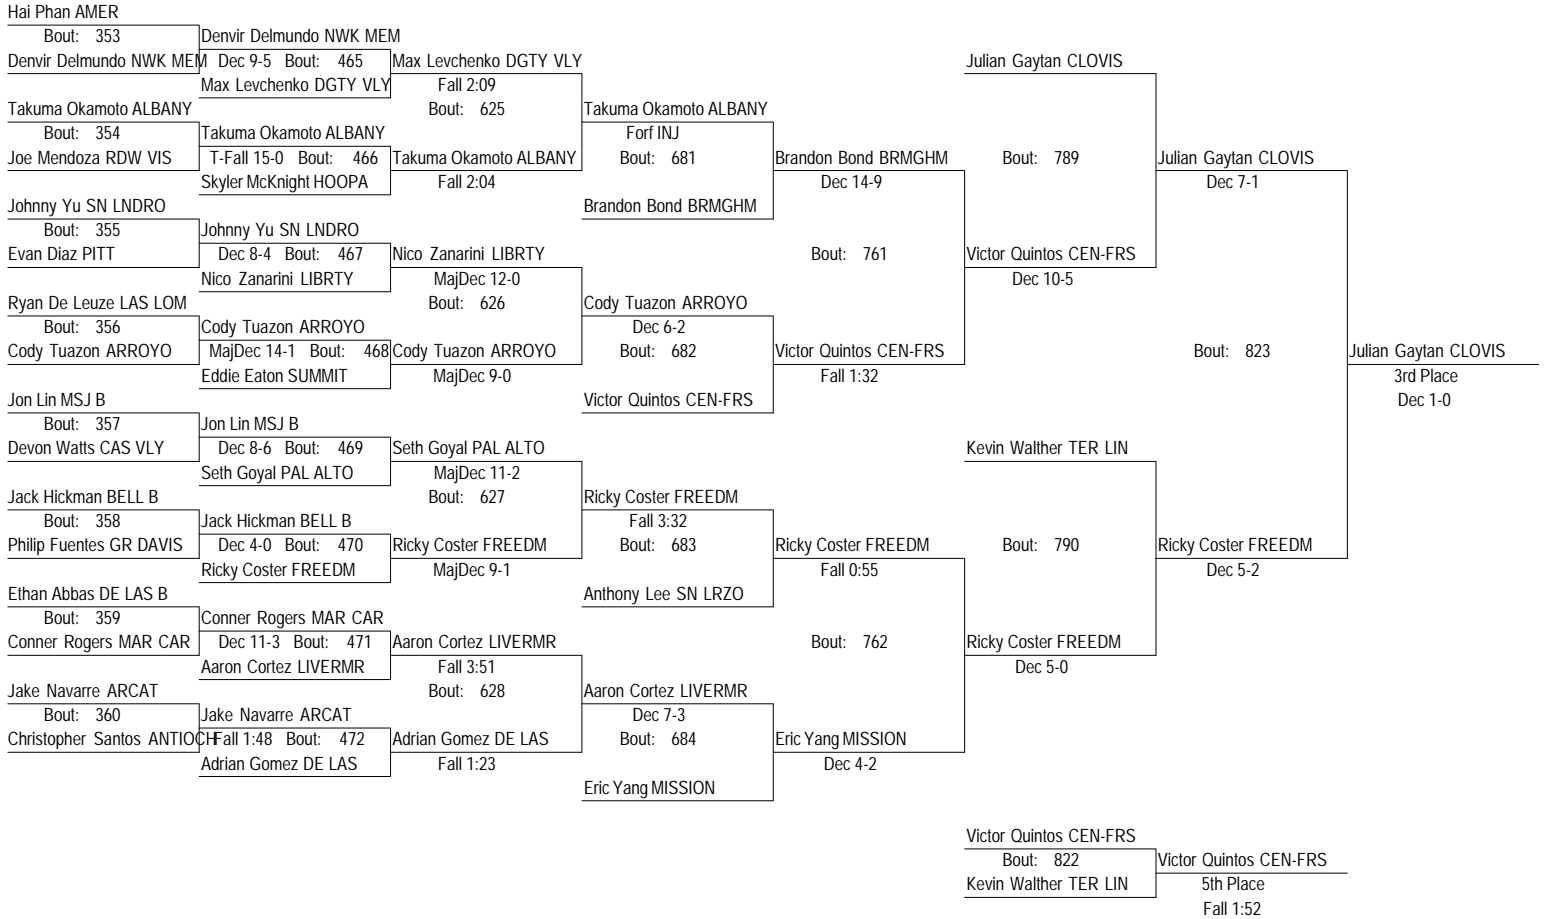 Hai Phan AMER
Bout: 353
Denvir Delmundo NWK MEM
Denvir Delmundo NWK MEM
Dec 9-5 Bout: 465
Max Levchenko DGTY VLY
Max Levchenko DGTY VLY
Fall 2:09
Bout: 625
Takuma Okamoto ALBANY
Bout: 354
Joe Mendoza RDW VIS
Takuma Okamoto ALBANY
T-Fall 15-0 Bout: 466
Skyler McKnight HOOPA
Takuma Okamoto ALBANY
Fall 2:04
Takuma Okamoto ALBANY
Forf INJ
Bout: 681
Brandon Bond BRMGHM
Brandon Bond BRMGHM
Dec 14-9
Johnny Yu SN LNDRO
Bout: 355
Evan Diaz PITT
Johnny Yu SN LNDRO
Dec 8-4 Bout: 467
Nico Zanarini LIBRTY
Nico Zanarini LIBRTY
MajDec 12-0
Bout: 626
Ryan De Leuze LAS LOM
Bout: 356
Cody Tuazon ARROYO
Cody Tuazon ARROYO
MajDec 14-1 Bout: 468
Eddie Eaton SUMMIT
Cody Tuazon ARROYO
MajDec 9-0
Cody Tuazon ARROYO
Dec 6-2
Bout: 682
Victor Quintos CEN-FRS
Victor Quintos CEN-FRS
Fall 1:32
Bout: 761
Julian Gaytan CLOVIS
Bout: 789
Victor Quintos CEN-FRS
Dec 10-5
Julian Gaytan CLOVIS
Dec 7-1
Jon Lin MSJ B
Bout: 357
Devon Watts CAS VLY
Jon Lin MSJ B
Dec 8-6 Bout: 469
Seth Goyal PAL ALTO
Seth Goyal PAL ALTO
MajDec 11-2
Bout: 627
Jack Hickman BELL B
Bout: 358
Philip Fuentes GR DAVIS
Jack Hickman BELL B
Dec 4-0 Bout: 470
Ricky Coster FREEDM
Ricky Coster FREEDM
MajDec 9-1
Ricky Coster FREEDM
Fall 3:32
Bout: 683
Anthony Lee SN LRZO
Ricky Coster FREEDM
Fall 0:55
Ethan Abbas DE LAS B
Bout: 359
Conner Rogers MAR CAR
Conner Rogers MAR CAR
Dec 11-3 Bout: 471
Aaron Cortez LIVERMR
Aaron Cortez LIVERMR
Fall 3:51
Bout: 628
Jake Navarre ARCAT
Bout: 360
Christopher Santos ANTIOCH
Jake Navarre ARCAT
Fall 1:48 Bout: 472
Adrian Gomez DE LAS
Adrian Gomez DE LAS
Fall 1:23
Aaron Cortez LIVERMR
Dec 7-3
Bout: 684
Eric Yang MISSION
Eric Yang MISSION
Dec 4-2
Bout: 762
Kevin Walther TER LIN
Bout: 790
Ricky Coster FREEDM
Dec 5-0
Ricky Coster FREEDM
Dec 5-2
Bout: 823
Julian Gaytan CLOVIS
3rd Place
Dec 1-0
Victor Quintos CEN-FRS
Bout: 822
Kevin Walther TER LIN
Victor Quintos CEN-FRS
5th Place
Fall 1:52